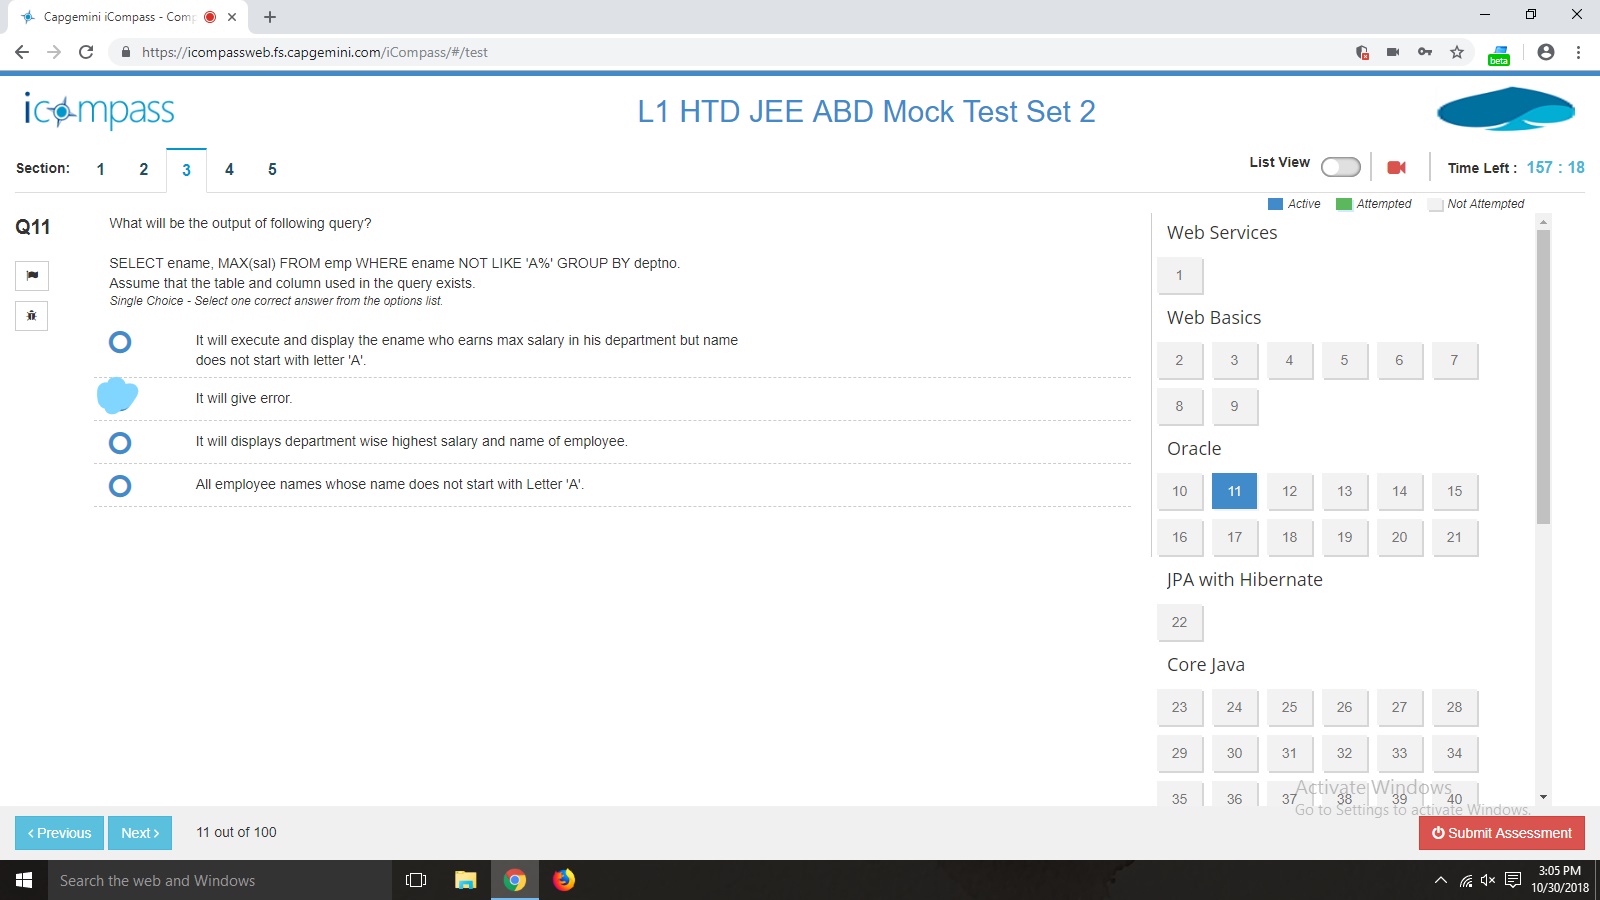 Capgemini iCompass - Comp
https://icompassweb.fs.capgemini.com/iCompass/#/test
beta
icompass
L1 HTD JEE ABD Mock Test Set 2
Section: 1 2 3 4 5
List View
Time Left : 157 : 18
Active Attempted Not Attempted
Q11
What will be the output of following query?
SELECT ename, MAX(sal) FROM emp WHERE ename NOT LIKE 'A%' GROUP BY deptno.
Assume that the table and column used in the query exists.
Single Choice - Select one correct answer from the options list.
It will execute and display the ename who earns max salary in his department but name
does not start with letter 'A'.
It will give error.
It will displays department wise highest salary and name of employee.
All employee names whose name does not start with Letter 'A'.
Web Services
1
Web Basics
2 3 4 5 6 7
8 9
Oracle
10 11 12 13 14 15
16 17 18 19 20 21
JPA with Hibernate
22
Core Java
23 24 25 26 27 28
29 30 31 32 33 34
35 36 37 38 39 40
Activate Windows
Go to Settings to activate Windows.
‹ Previous
Next ›
11 out of 100
Submit Assessment
Search the web and Windows
3:05 PM
10/30/2018